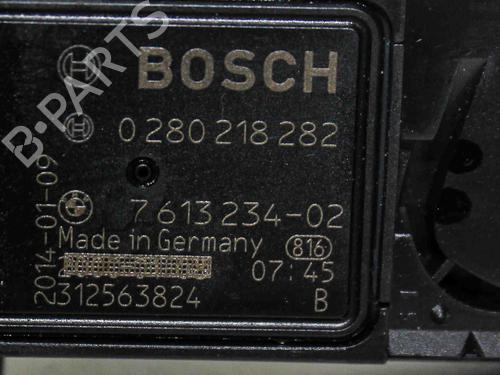 BOSCH
0 280 218 282
7 613 234-02
Made in Germany
816
07:45
2312563824
B
2014-01-09
A
B-PARTS